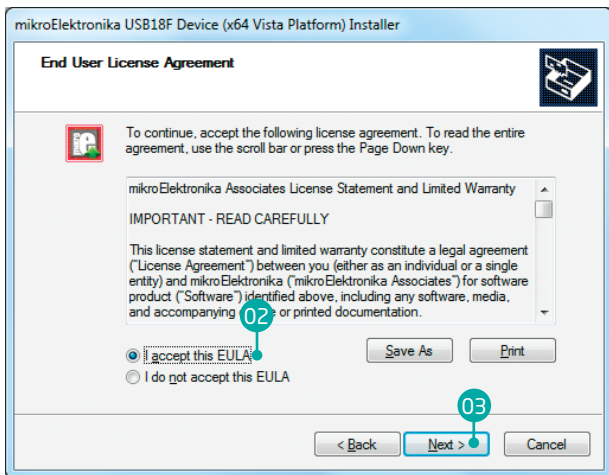 mikroElektronika USB18F Device (x64 Vista Platform) Installer
End User License Agreement
To continue, accept the following license agreement. To read the entire
agreement, use the scroll bar or press the Page Down key.
mikroElektronika Associates License Statement and Limited Warranty
IMPORTANT - READ CAREFULLY
This license statement and limited warranty constitute a legal agreement
("License Agreement") between you (either as an individual or a single
entity) and mikroElektronika ("mikroElektronika Associates") for software
product ("Software") identified above, including any software, media,
and accompanying or printed documentation.
02
I accept this EULA
Save As
Print
I do not accept this EULA
03
< Back
Next >
Cancel